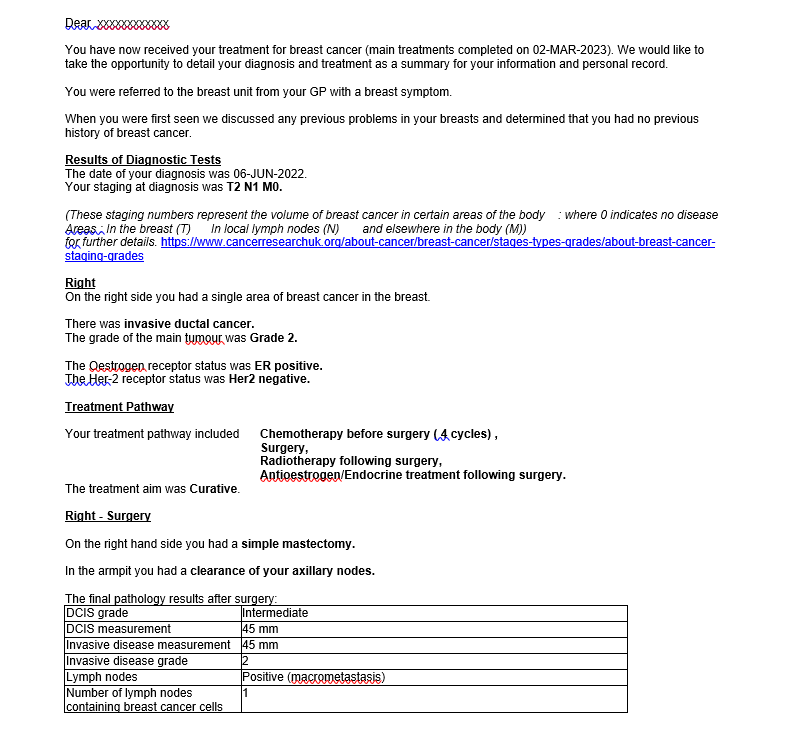 Dear xxxxxxxxxxxx
You have now received your treatment for breast cancer (main treatments completed on 02-MAR-2023). We would like to
take the opportunity to detail your diagnosis and treatment as a summary for your information and personal record.
You were referred to the breast unit from your GP with a breast symptom.
When you were first seen we discussed any previous problems in your breasts and determined that you had no previous
history of breast cancer.
Results of Diagnostic Tests
The date of your diagnosis was 06-JUN-2022.
Your staging at diagnosis was T2 N1 M0.
(These staging numbers represent the volume of breast cancer in certain areas of the body : where 0 indicates no disease
Areas : In the breast (T) In local lymph nodes (N) and elsewhere in the body (M))
for further details. https://www.cancerresearchuk.org/about-cancer/breast-cancer/stages-types-grades/about-breast-cancer-
staging-grades
Right
On the right side you had a single area of breast cancer in the breast.
There was invasive ductal cancer.
The grade of the main tumour was Grade 2.
The Oestrogen receptor status was ER positive.
The Her-2 receptor status was Her2 negative.
Treatment Pathway
Your treatment pathway included Chemotherapy before surgery ( 4 cycles) ,
Surgery,
Radiotherapy following surgery,
Antioestrogen/Endocrine treatment following surgery.
The treatment aim was Curative.
Right - Surgery
On the right hand side you had a simple mastectomy.
In the armpit you had a clearance of your axillary nodes.
The final pathology results after surgery:
DCIS grade Intermediate
DCIS measurement 45 mm
Invasive disease measurement 45 mm
Invasive disease grade 2
Lymph nodes Positive (macrometastasis)
Number of lymph nodes 1
containing breast cancer cells